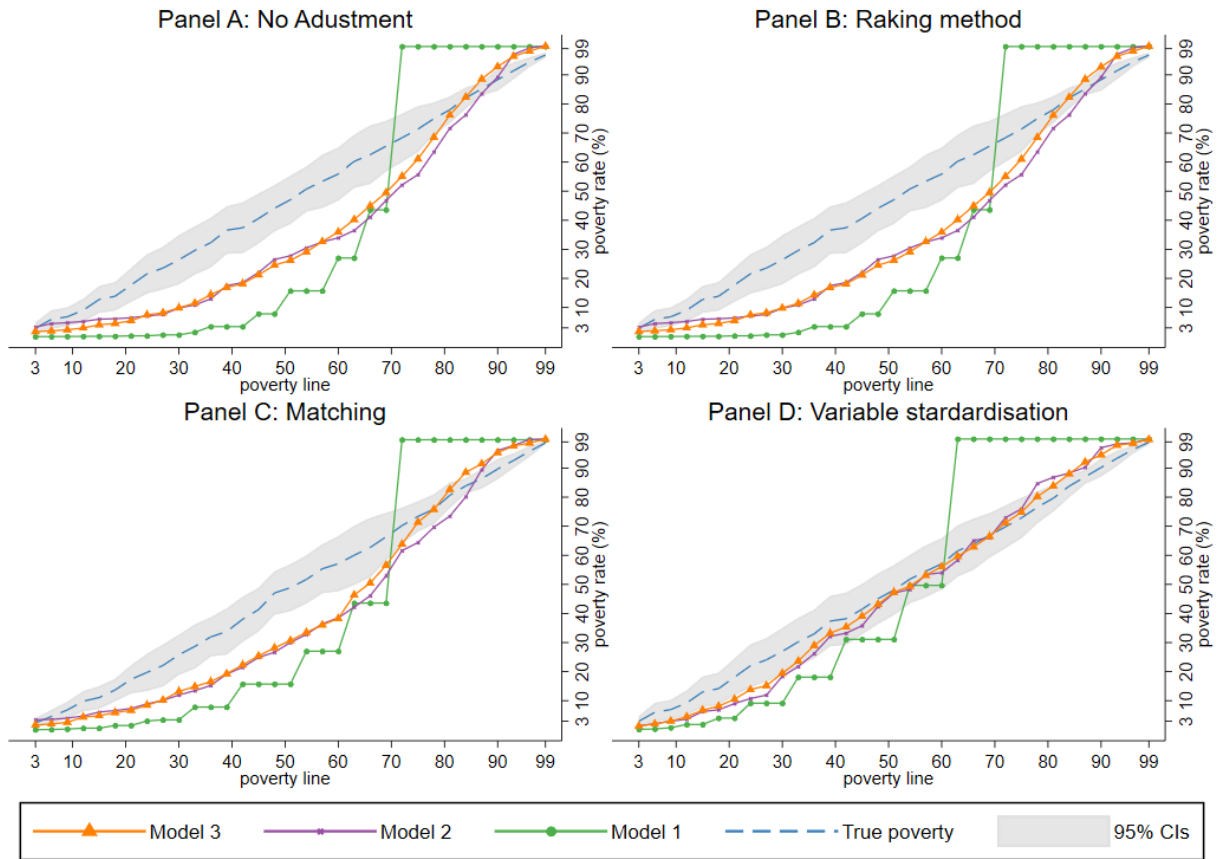 Panel A: No Adustment
99
90
80
70
60
50
40
30
20
10
3
poverty rate (%)
3 10 20 30 40 50 60 70 80 90 99
poverty line
Panel B: Raking method
99
90
80
70
60
50
40
30
20
10
3
poverty rate (%)
3 10 20 30 40 50 60 70 80 90 99
poverty line
Panel C: Matching
99
90
80
70
60
50
40
30
20
10
3
poverty rate (%)
3 10 20 30 40 50 60 70 80 90 99
poverty line
Panel D: Variable stardardisation
99
90
80
70
60
50
40
30
20
10
3
poverty rate (%)
3 10 20 30 40 50 60 70 80 90 99
poverty line
Model 3 Model 2 Model 1 True poverty 95% CIs